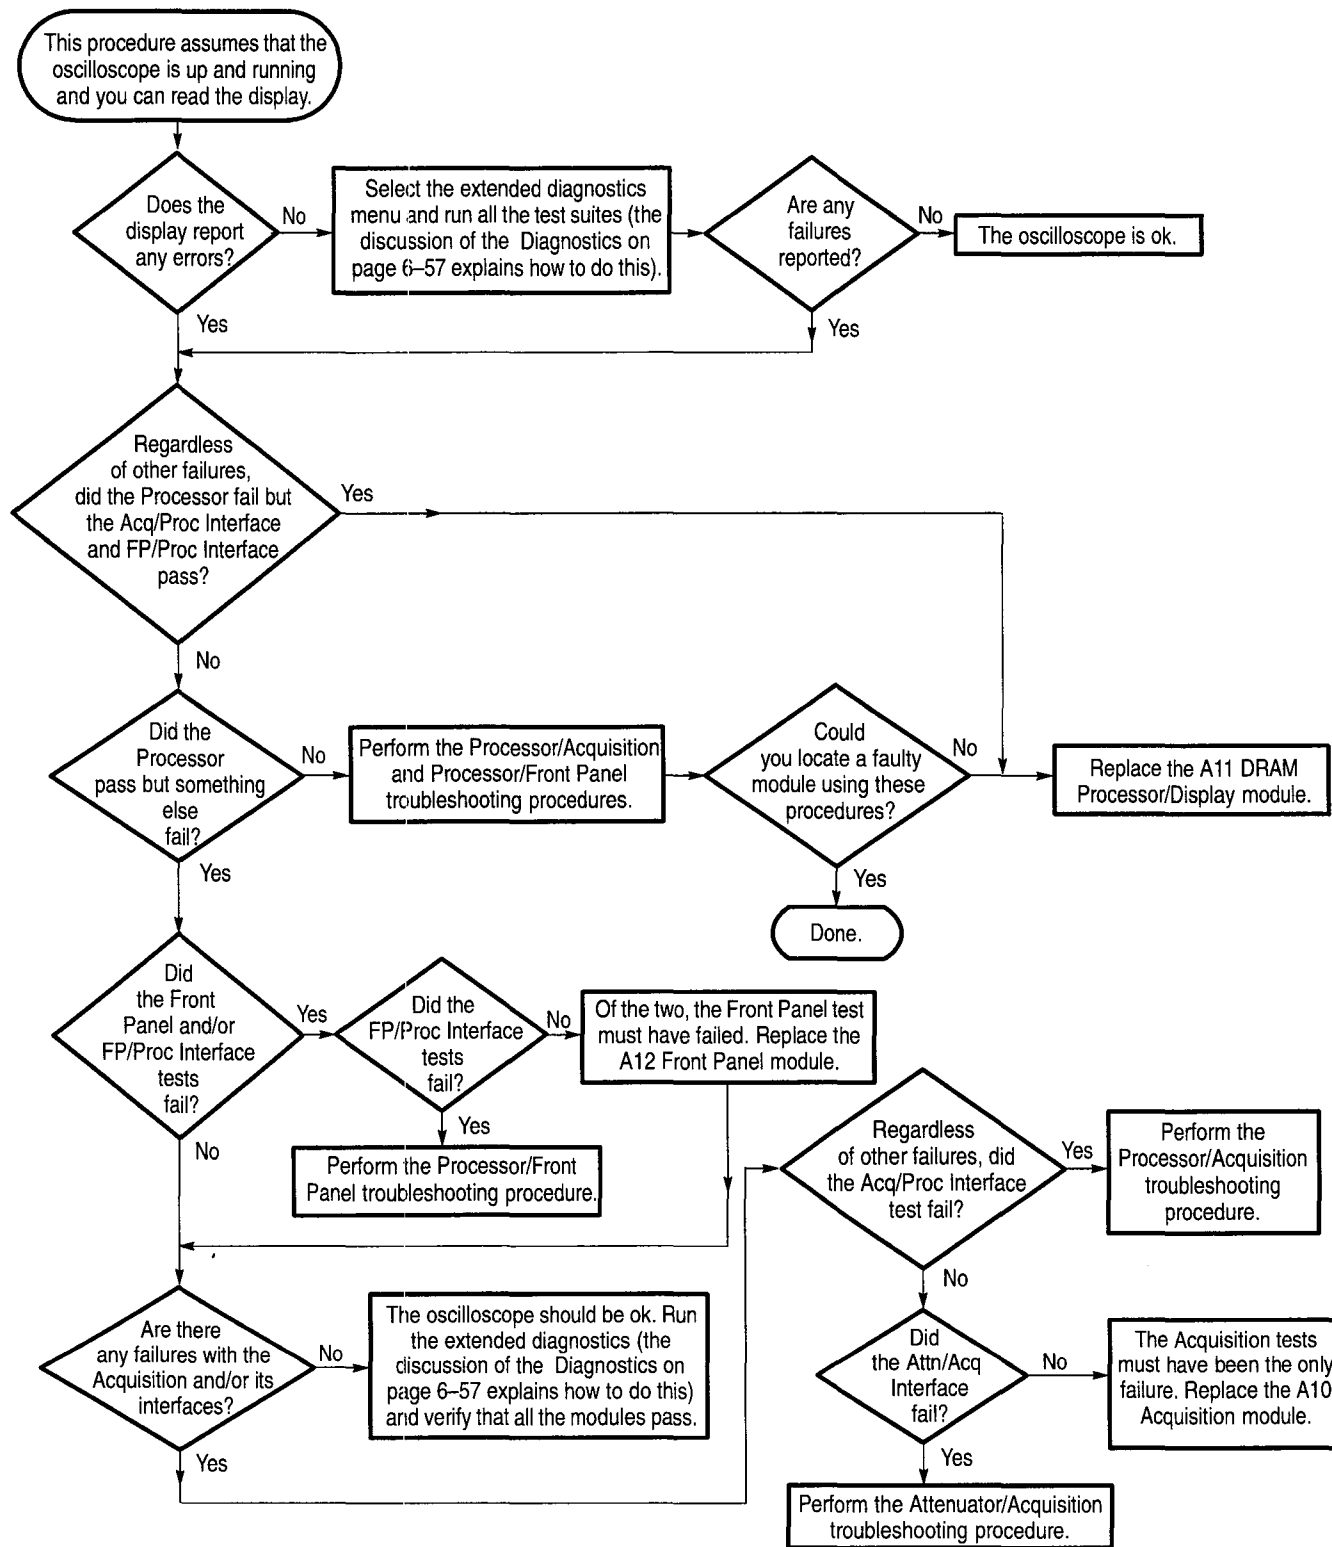 This procedure assumes that the
oscilloscope is up and running
and you can read the display.
Does the
display report
any errors?
No
Select the extended diagnostics
menu and run all the test suites (the
discussion of the Diagnostics on
page 6–57 explains how to do this).
Are any
failures
reported?
No
The oscilloscope is ok.
Yes
Yes
Regardless
of other failures,
did the Processor fail but
the Acq/Proc Interface
and FP/Proc Interface
pass?
Yes
No
Did the
Processor
pass but something
else
fail?
No
Perform the Processor/Acquisition
and Processor/Front Panel
troubleshooting procedures.
Could
you locate a faulty
module using these
procedures?
No
Replace the A11 DRAM
Processor/Display module.
Yes
Yes
Done.
Did
the Front
Panel and/or
FP/Proc Interface
tests
fail?
Yes
Did the
FP/Proc Interface
tests
fail?
No
Of the two, the Front Panel test
must have failed. Replace the
A12 Front Panel module.
No
Yes
Perform the Processor/Front
Panel troubleshooting procedure.
Regardless
of other failures, did
the Acq/Proc Interface
test fail?
Yes
Perform the
Processor/Acquisition
troubleshooting
procedure.
No
Are there
any failures with the
Acquisition and/or its
interfaces?
No
The oscilloscope should be ok. Run
the extended diagnostics (the
discussion of the Diagnostics on
page 6–57 explains how to do this)
and verify that all the modules pass.
Yes
Did
the Attn/Acq
Interface
fail?
No
The Acquisition tests
must have been the only
failure. Replace the A10
Acquisition module.
Yes
Perform the Attenuator/Acquisition
troubleshooting procedure.